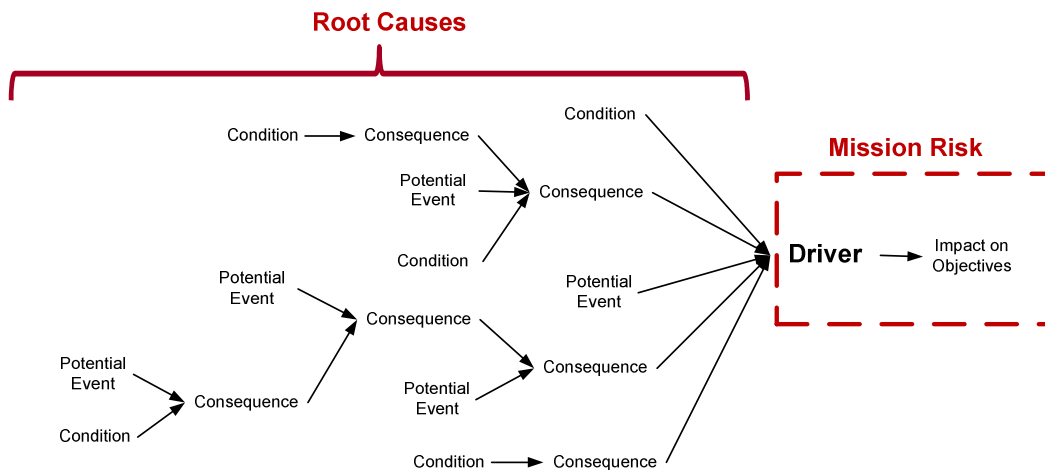 Root Causes
Condition
Condition
Consequence
Mission Risk
Potential
Event
Consequence
Condition
Driver
Impact on
Objectives
Potential
Event
Potential
Event
Consequence
Potential
Event
Consequence
Potential
Event
Consequence
Condition
Condition
Consequence